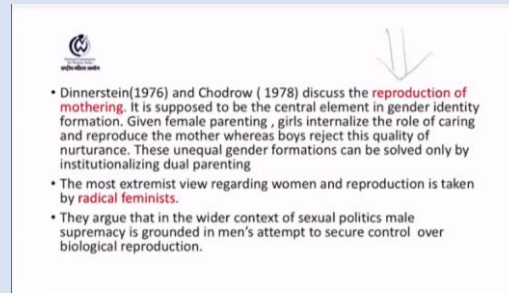 • Dinnerstein(1976) and Chodrow ( 1978) discuss the reproduction of
mothering. It is supposed to be the central element in gender identity
formation. Given female parenting , girls internalize the role of caring
and reproduce the mother whereas boys reject this quality of
nurturance. These unequal gender formations can be solved only by
institutionalizing dual parenting
• The most extremist view regarding women and reproduction is taken
by radical feminists.
• They argue that in the wider context of sexual politics male
supremacy is grounded in men's attempt to secure control over
biological reproduction.